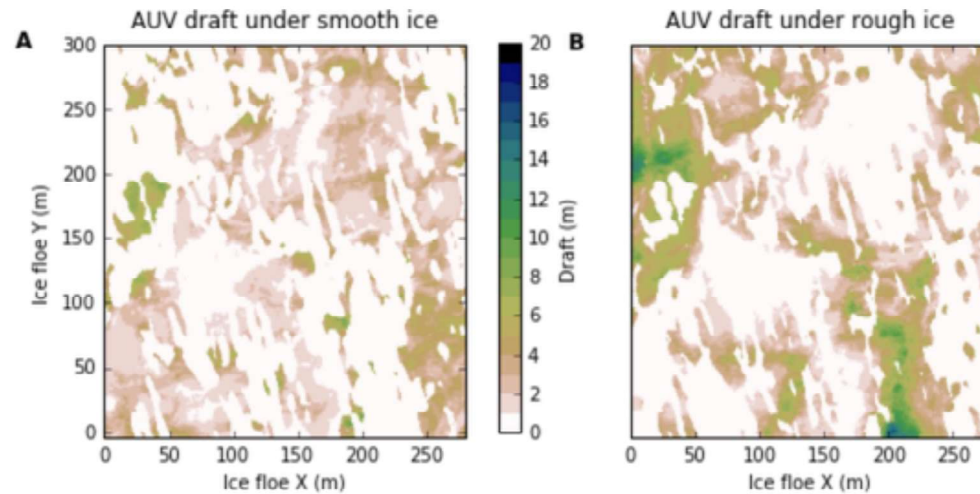 A
AUV draft under smooth ice
300
250
200
150
100
50
0
Ice floe Y (m)
0 50 100 150 200 250
Ice floe X (m)
20
18
16
14
12
10
8
6
4
2
0
Draft (m)
B
AUV draft under rough ice
0 50 100 150 200 250
Ice floe X (m)